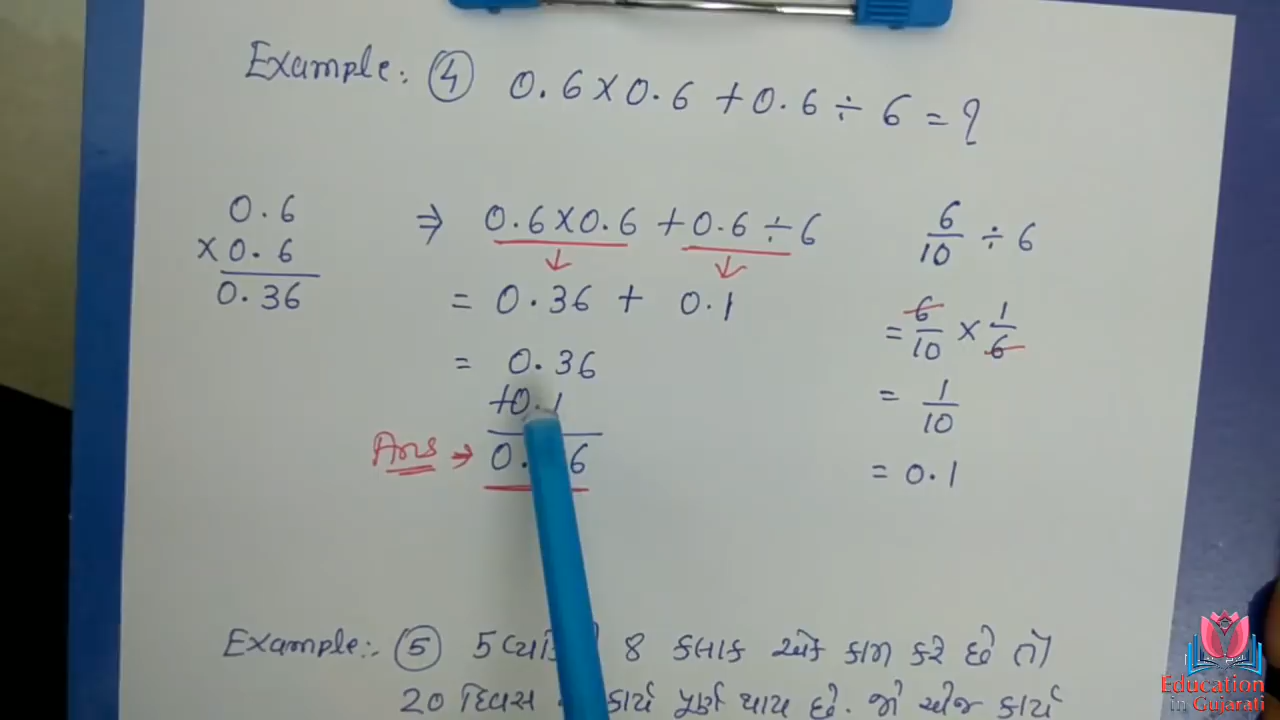 Example: ④ 0.6×0.6 +0.6 ÷ 6 = ?
0.6
×0.6
0.36
⇒ 0.6×0.6 +0.6 ÷6
↓ ↓
= 0.36 + 0.1
= 0.36
+0.1
Ans → 0. 6
6/10 ÷ 6
= 6/10 × 1/6
= 1/10
= 0.1
Example:- ⑤ 5 8 કલાક એક કામ કરે છે તો
20 દિવસ કાર્ય પૂર્ણ થાય છે. જો એજ કાર્ય
Education
in Gujarati